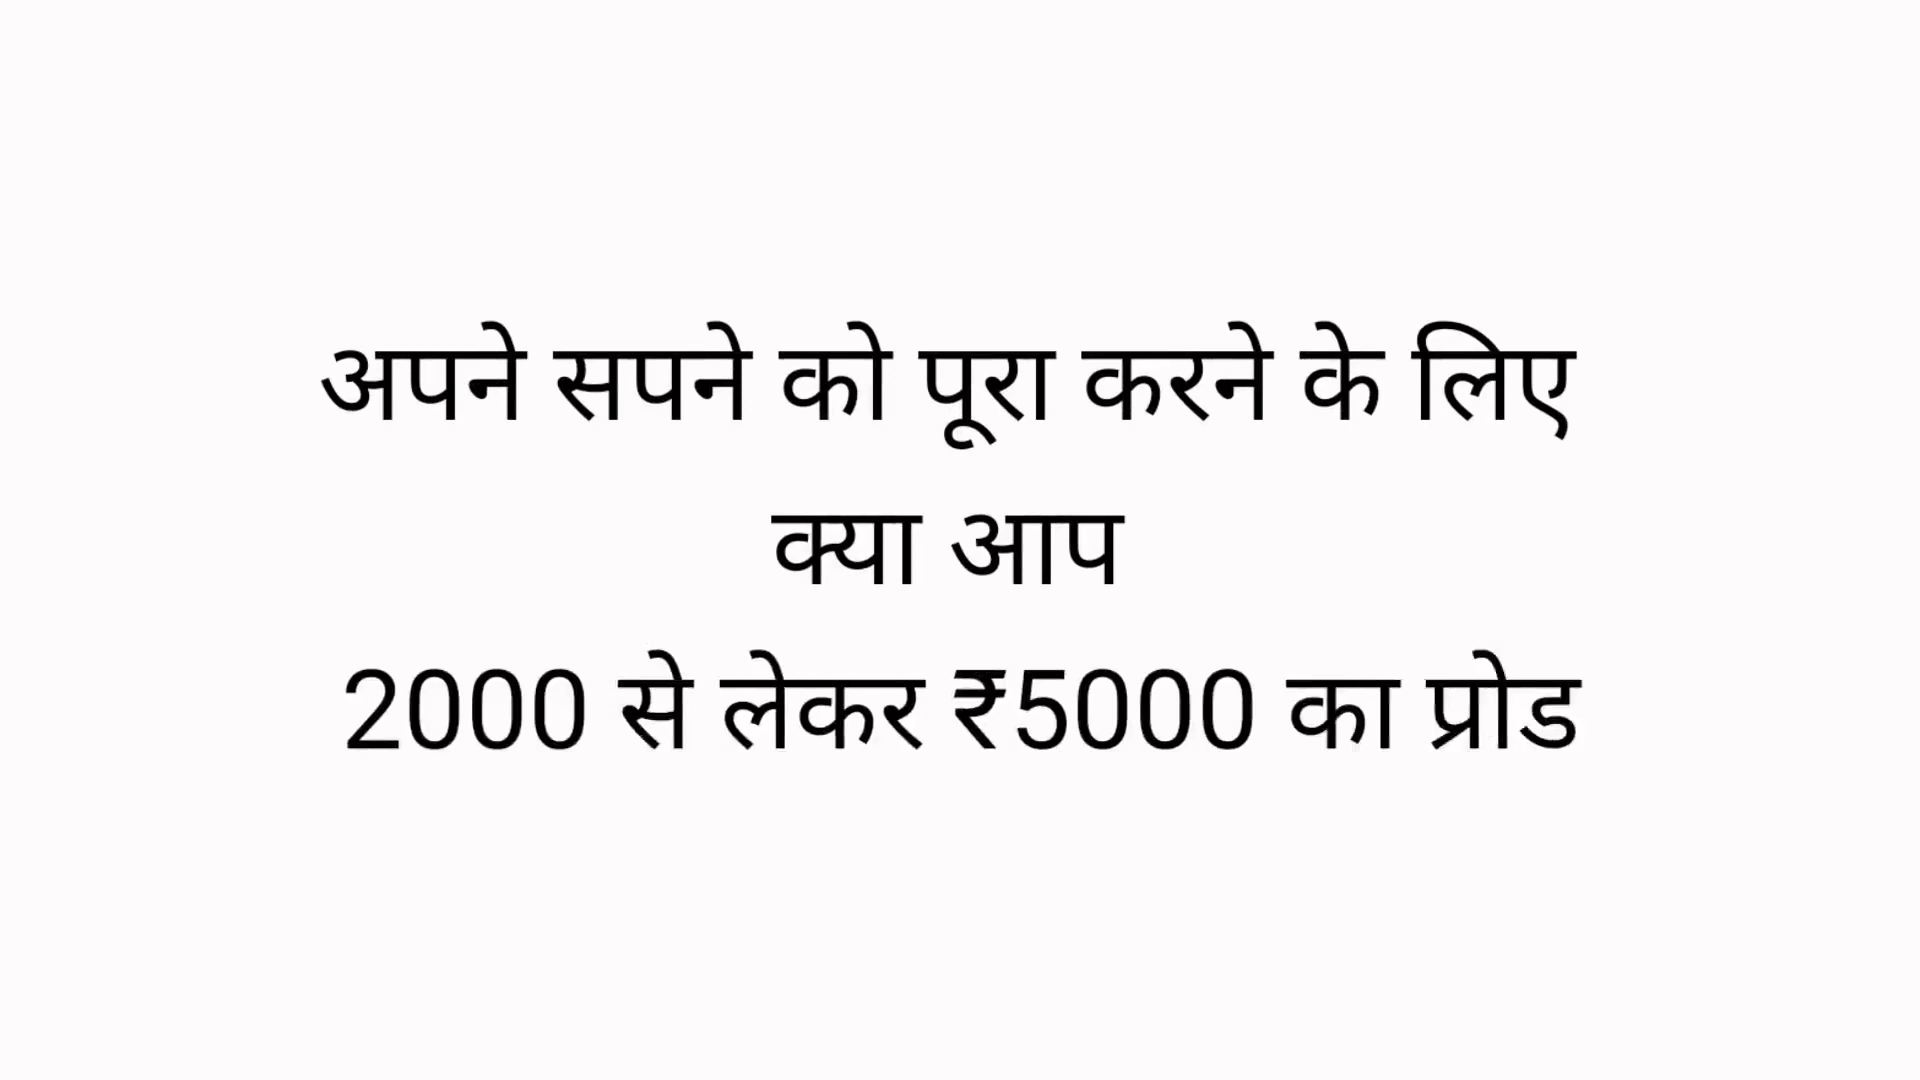 अपने सपने को पूरा करने के लिए
क्या आप
2000 से लेकर ₹5000 का प्रोड